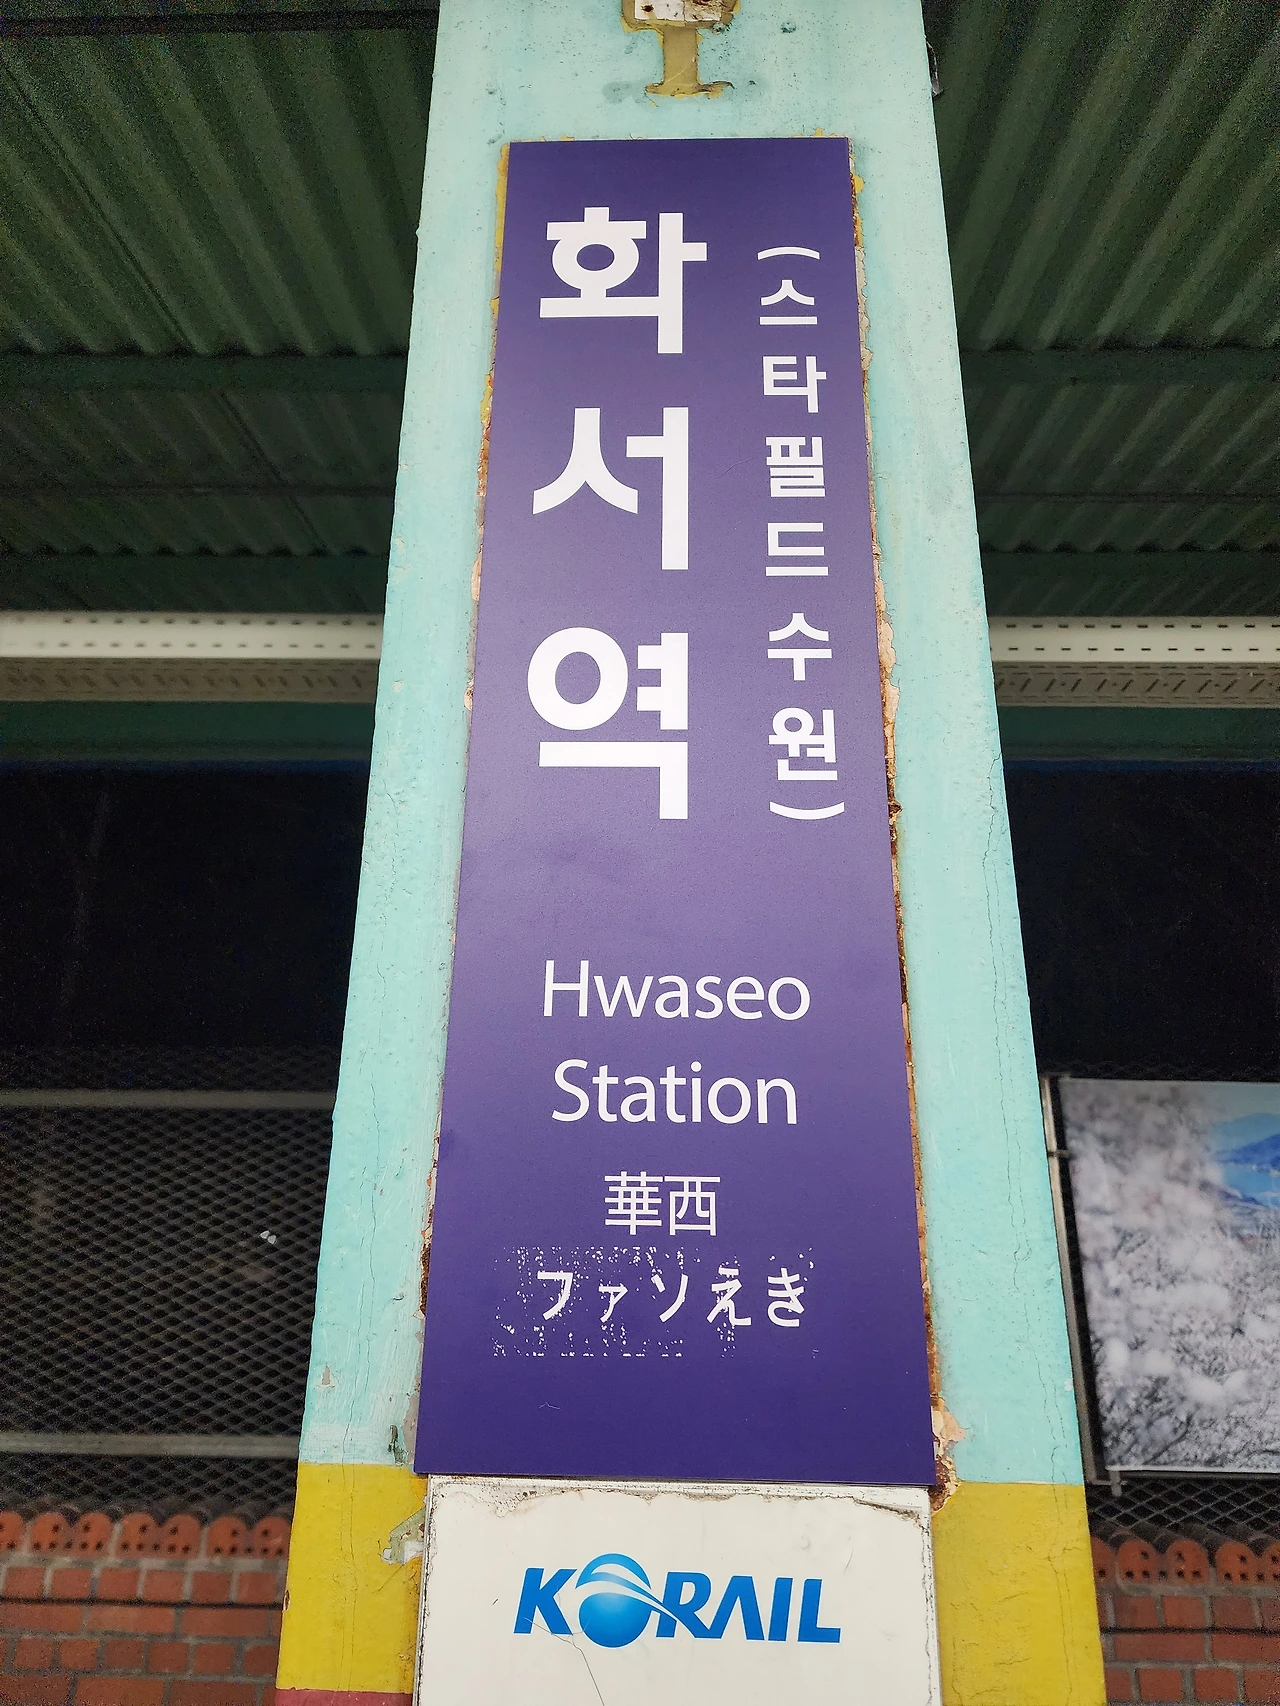 화서역
(스타필드수원)
Hwaseo
Station
華西
ファソえき
KORAIL